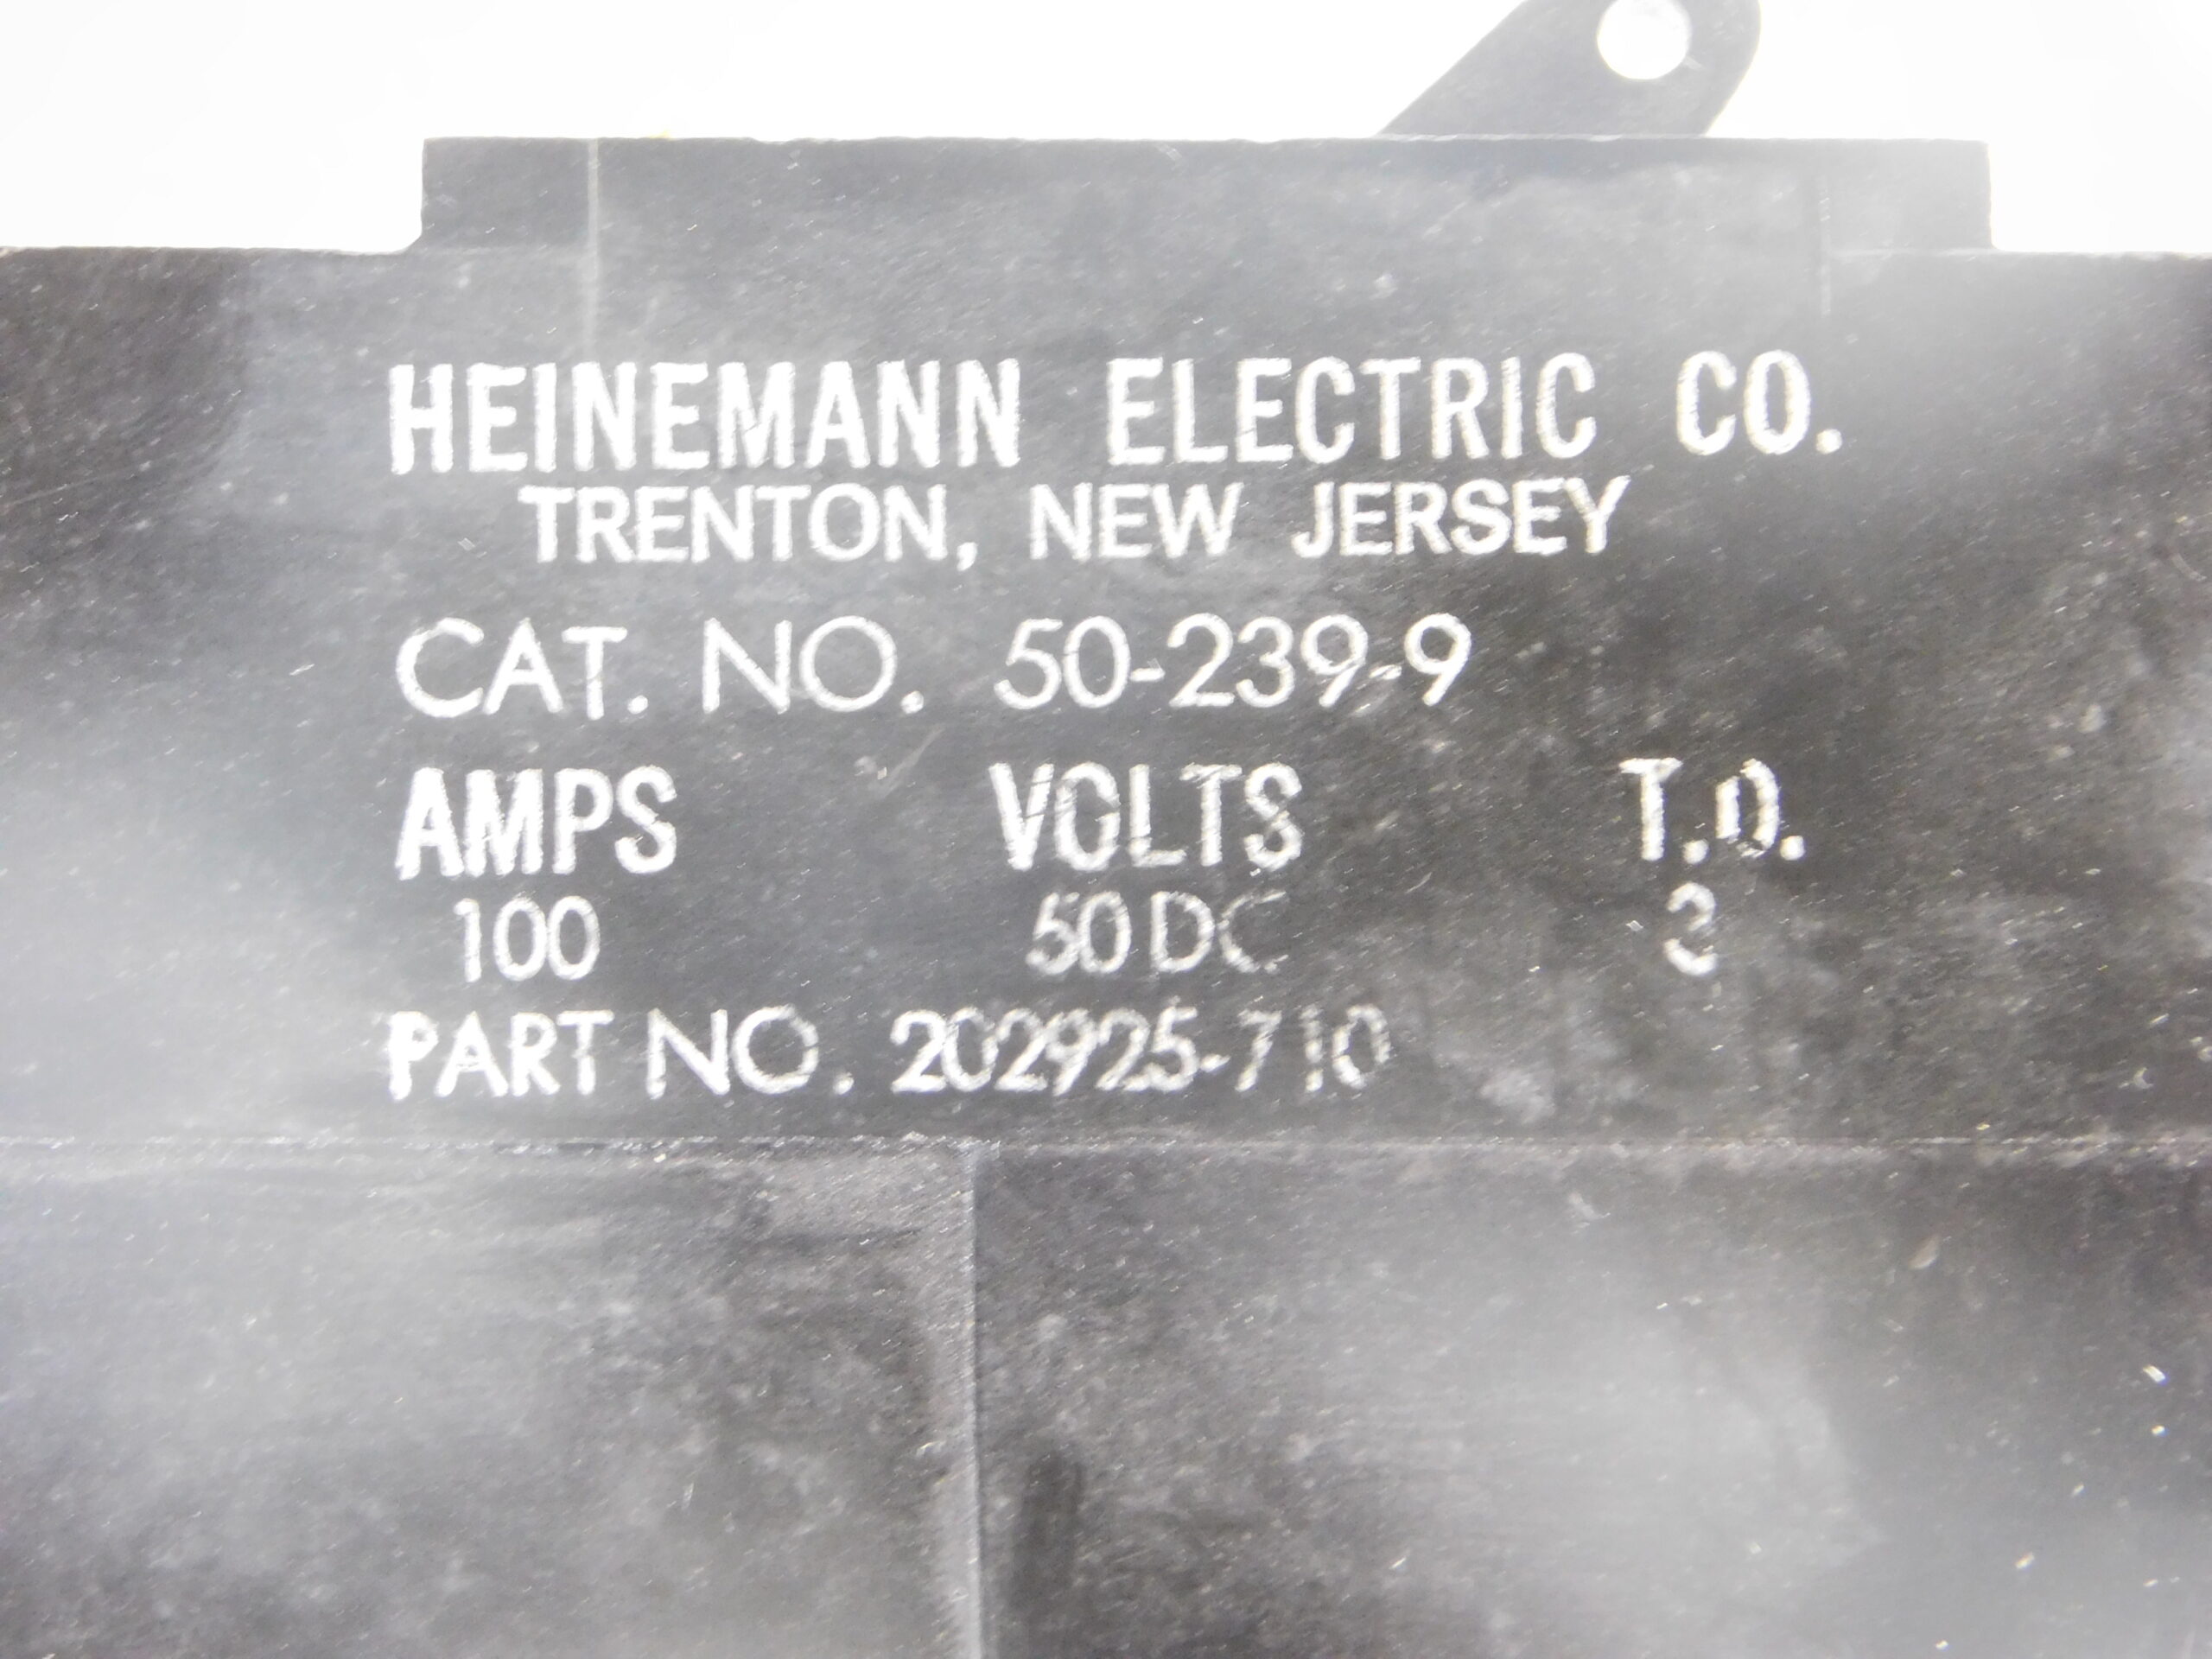 HEINEMANN ELECTRIC CO.
TRENTON, NEW JERSEY
CAT. NO. 50-239-9
AMPS VOLTS T.D.
100 50 DC 3
PART NO. 202925-710